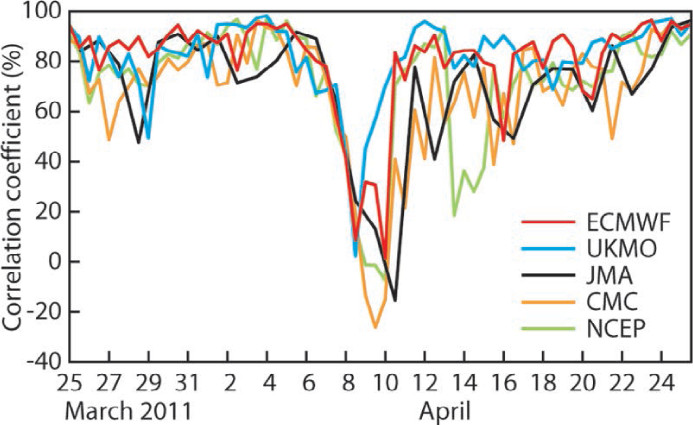 Correlation coefficient (%)
100
80
60
40
20
0
-20
-40
ECMWF
UKMO
JMA
CMC
NCEP
25 27 29 31 2 4 6 8 10 12 14 16 18 20 22 24
March 2011 April